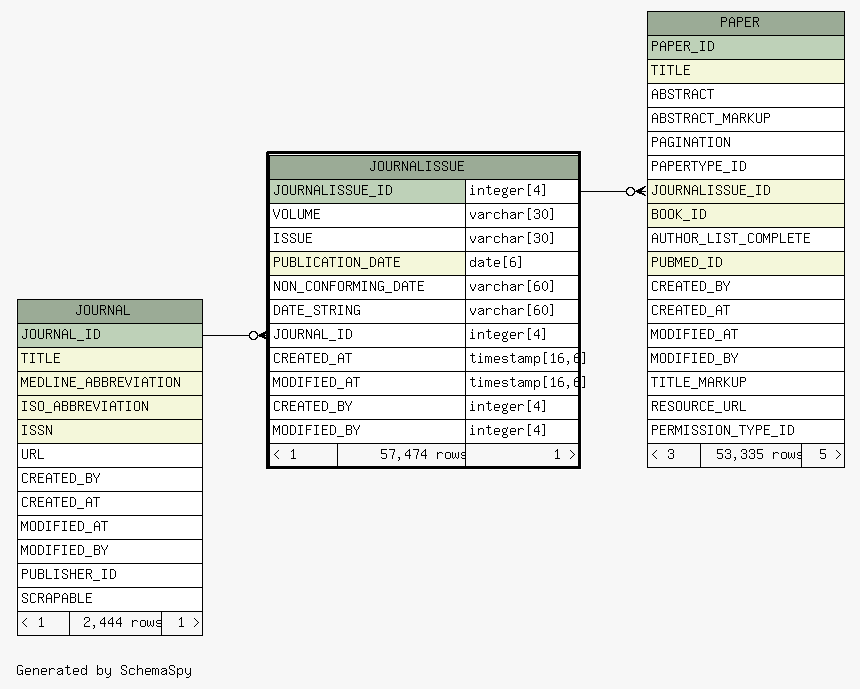 PAPER
PAPER_ID
TITLE
ABSTRACT
ABSTRACT_MARKUP
PAGINATION
PAPERTYPE_ID
JOURNALISSUE_ID
BOOK_ID
AUTHOR_LIST_COMPLETE
PUBMED_ID
CREATED_BY
CREATED_AT
MODIFIED_AT
MODIFIED_BY
TITLE_MARKUP
RESOURCE_URL
PERMISSION_TYPE_ID
< 3 53,335 rows 5 >
JOURNALISSUE
JOURNALISSUE_ID integer[4]
VOLUME varchar[30]
ISSUE varchar[30]
PUBLICATION_DATE date[6]
NON_CONFORMING_DATE varchar[60]
DATE_STRING varchar[60]
JOURNAL_ID integer[4]
CREATED_AT timestamp[16,6]
MODIFIED_AT timestamp[16,6]
CREATED_BY integer[4]
MODIFIED_BY integer[4]
< 1 57,474 rows 1 >
JOURNAL
JOURNAL_ID
TITLE
MEDLINE_ABBREVIATION
ISO_ABBREVIATION
ISSN
URL
CREATED_BY
CREATED_AT
MODIFIED_AT
MODIFIED_BY
PUBLISHER_ID
SCRAPABLE
< 1 2,444 rows 1 >
Generated by SchemaSpy